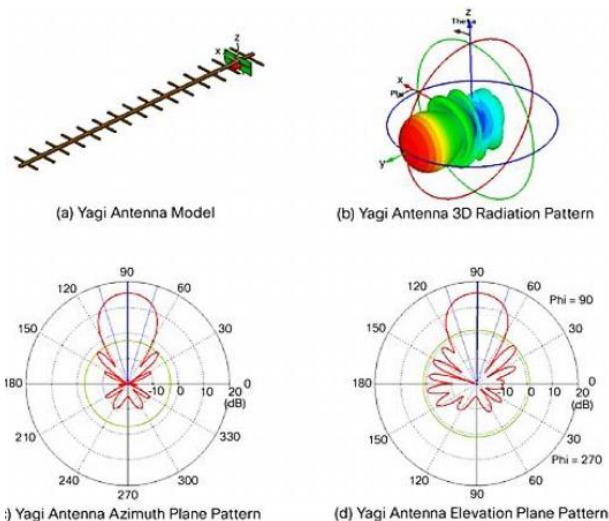 z
x
(a) Yagi Antenna Model
z
Theta
x
Phi
y
(b) Yagi Antenna 3D Radiation Pattern
90
120
60
150
30
180
-10
0
10
20
0
(dB)
210
330
240
300
270
) Yagi Antenna Azimuth Plane Pattern
90
120
60
Phi = 90
150
30
180
-10
0
10
20
0
(dB)
150
30
Phi = 270
120
60
90
(d) Yagi Antenna Elevation Plane Pattern